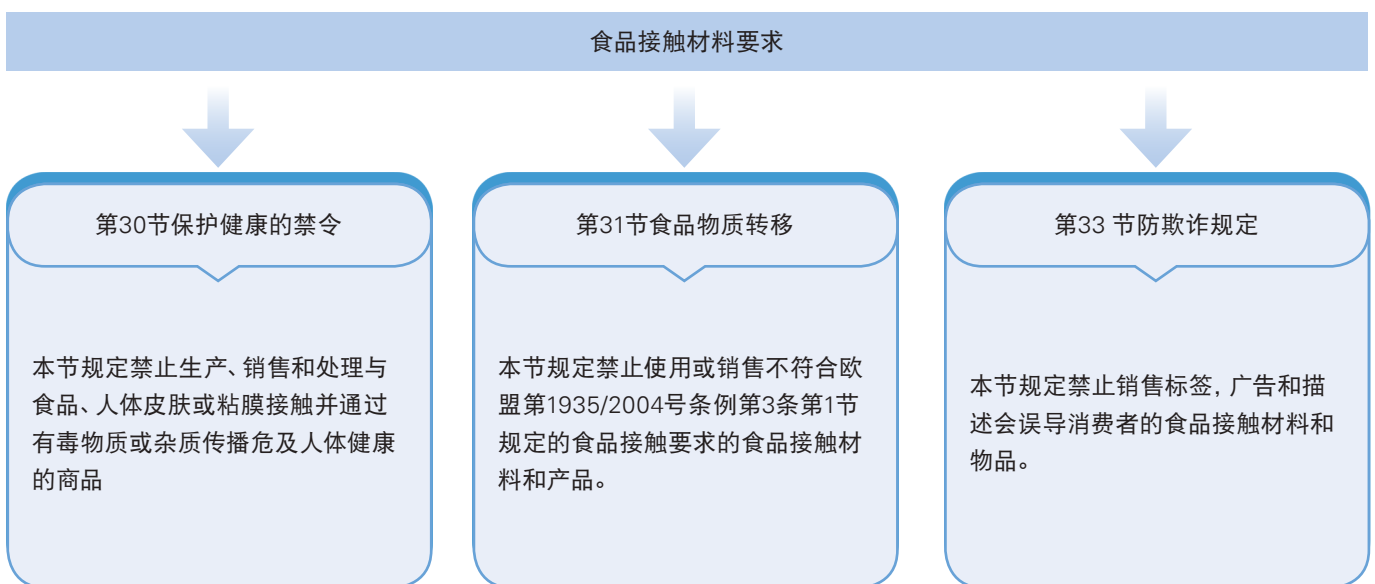 食品接触材料要求
第30节保护健康的禁令
本节规定禁止生产、销售和处理与
食品、人体皮肤或粘膜接触并通过
有毒物质或杂质传播危及人体健康
的商品
第31节食品物质转移
本节规定禁止使用或销售不符合欧
盟第1935/2004号条例第3条第1节
规定的食品接触要求的食品接触材
料和产品。
第33 节防欺诈规定
本节规定禁止销售标签, 广告和描
述会误导消费者的食品接触材料和
物品。